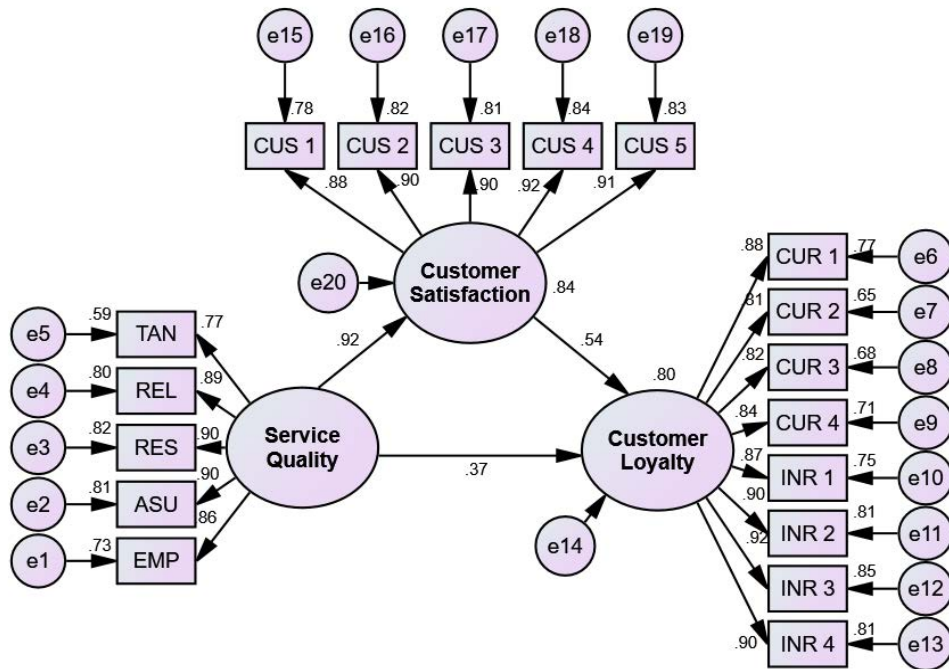 e15 e16 e17 e18 e19
.78 .82 .81 .84 .83
CUS 1 CUS 2 CUS 3 CUS 4 CUS 5
.88 .90 .90 .92 .91
Customer
Satisfaction
e20
.84
.92
.54
e5 .59 TAN .77
e4 .80 REL .89
e3 .82 RES .90
e2 .81 ASU .90
e1 .73 EMP .86
Service
Quality
.37
.80
Customer
Loyalty
e14
.88 CUR 1 .77 e6
.81 CUR 2 .65 e7
.82 CUR 3 .68 e8
.84 CUR 4 .71 e9
.87 INR 1 .75 e10
.90 INR 2 .81 e11
.92 INR 3 .85 e12
.90 INR 4 .81 e13